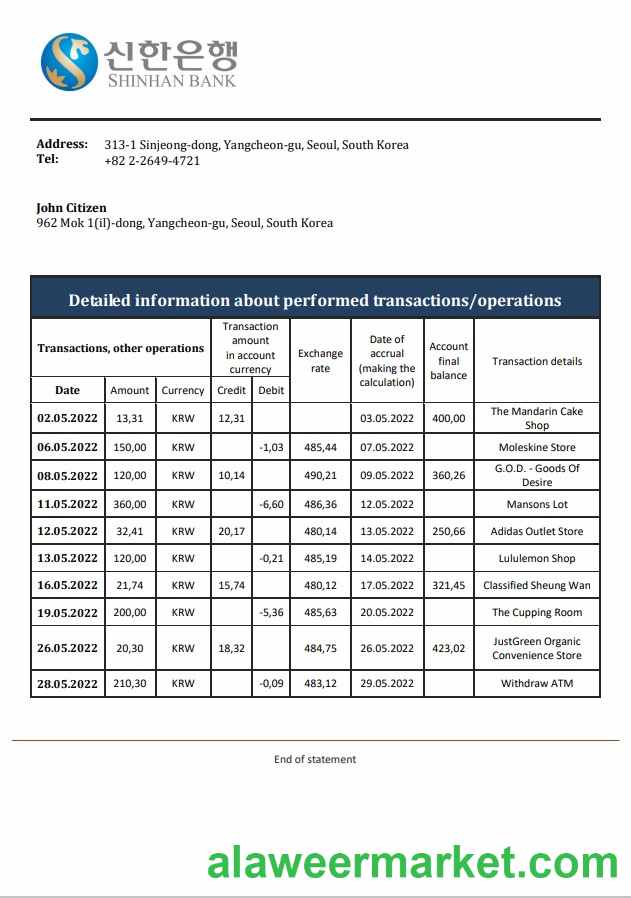 신한은행
SHINHAN BANK
Address: 313-1 Sinjeong-dong, Yangcheon-gu, Seoul, South Korea
Tel: +82 2-2649-4721
John Citizen
962 Mok 1(il)-dong, Yangcheon-gu, Seoul, South Korea
Detailed information about performed transactions/operations
Transactions, other operations
Transaction
amount
in account
currency
Exchange
rate
Date of
accrual
(making the
calculation)
Account
final
balance
Transaction details
Date Amount Currency Credit Debit
02.05.2022 13,31 KRW 12,31 03.05.2022 400,00 The Mandarin Cake
Shop
06.05.2022 150,00 KRW -1,03 485,44 07.05.2022 Moleskine Store
08.05.2022 120,00 KRW 10,14 490,21 09.05.2022 360,26 G.O.D. - Goods Of
Desire
11.05.2022 360,00 KRW -6,60 486,36 12.05.2022 Mansons Lot
12.05.2022 32,41 KRW 20,17 480,14 13.05.2022 250,66 Adidas Outlet Store
13.05.2022 120,00 KRW -0,21 485,19 14.05.2022 Lululemon Shop
16.05.2022 21,74 KRW 15,74 480,12 17.05.2022 321,45 Classified Sheung Wan
19.05.2022 200,00 KRW -5,36 485,63 20.05.2022 The Cupping Room
26.05.2022 20,30 KRW 18,32 484,75 26.05.2022 423,02 JustGreen Organic
Convenience Store
28.05.2022 210,30 KRW -0,09 483,12 29.05.2022 Withdraw ATM
End of statement
alaweermarket.com